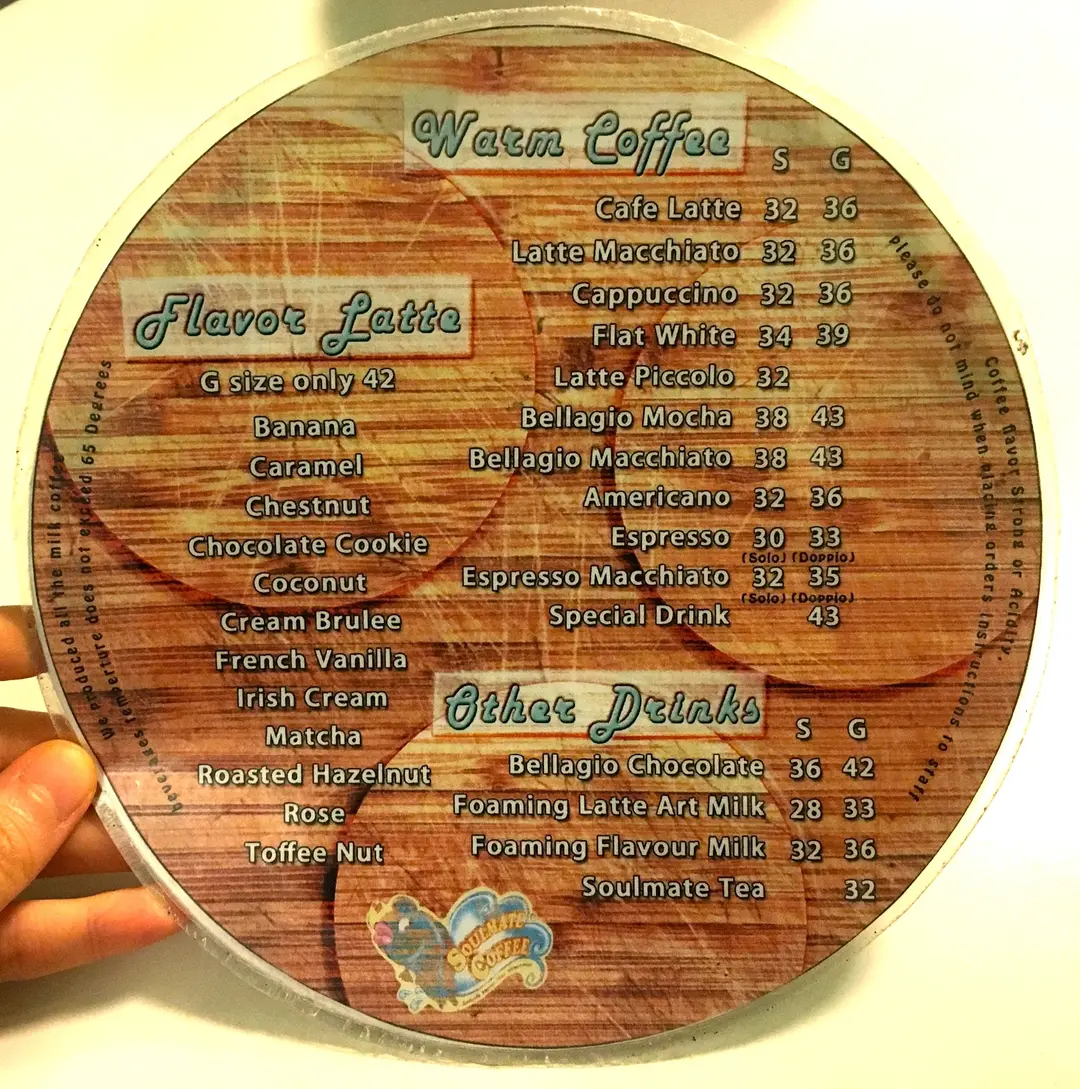 Warm Coffee
S G
Cafe Latte 32 36
Latte Macchiato 32 36
Cappuccino 32 36
Flat White 34 39
Latte Piccolo 32
Bellagio Mocha 38 43
Bellagio Macchiato 38 43
Americano 32 36
Espresso 30 33
(Solo) (Doppio)
Espresso Macchiato 32 35
(Solo) (Doppio)
Special Drink 43
Flavor Latte
G size only 42
Banana
Caramel
Chestnut
Chocolate Cookie
Coconut
Cream Brulee
French Vanilla
Irish Cream
Matcha
Roasted Hazelnut
Rose
Toffee Nut
Other Drinks
S G
Bellagio Chocolate 36 42
Foaming Latte Art Milk 28 33
Foaming Flavour Milk 32 36
Soulmate Tea 32
We produced all the milk coffee
beverages temperture does not exceed 65 Degrees
Coffee flavor, Strong or Acidity.
please do not mind when placing orders instructions to staff
SOULMATE
COFFEE